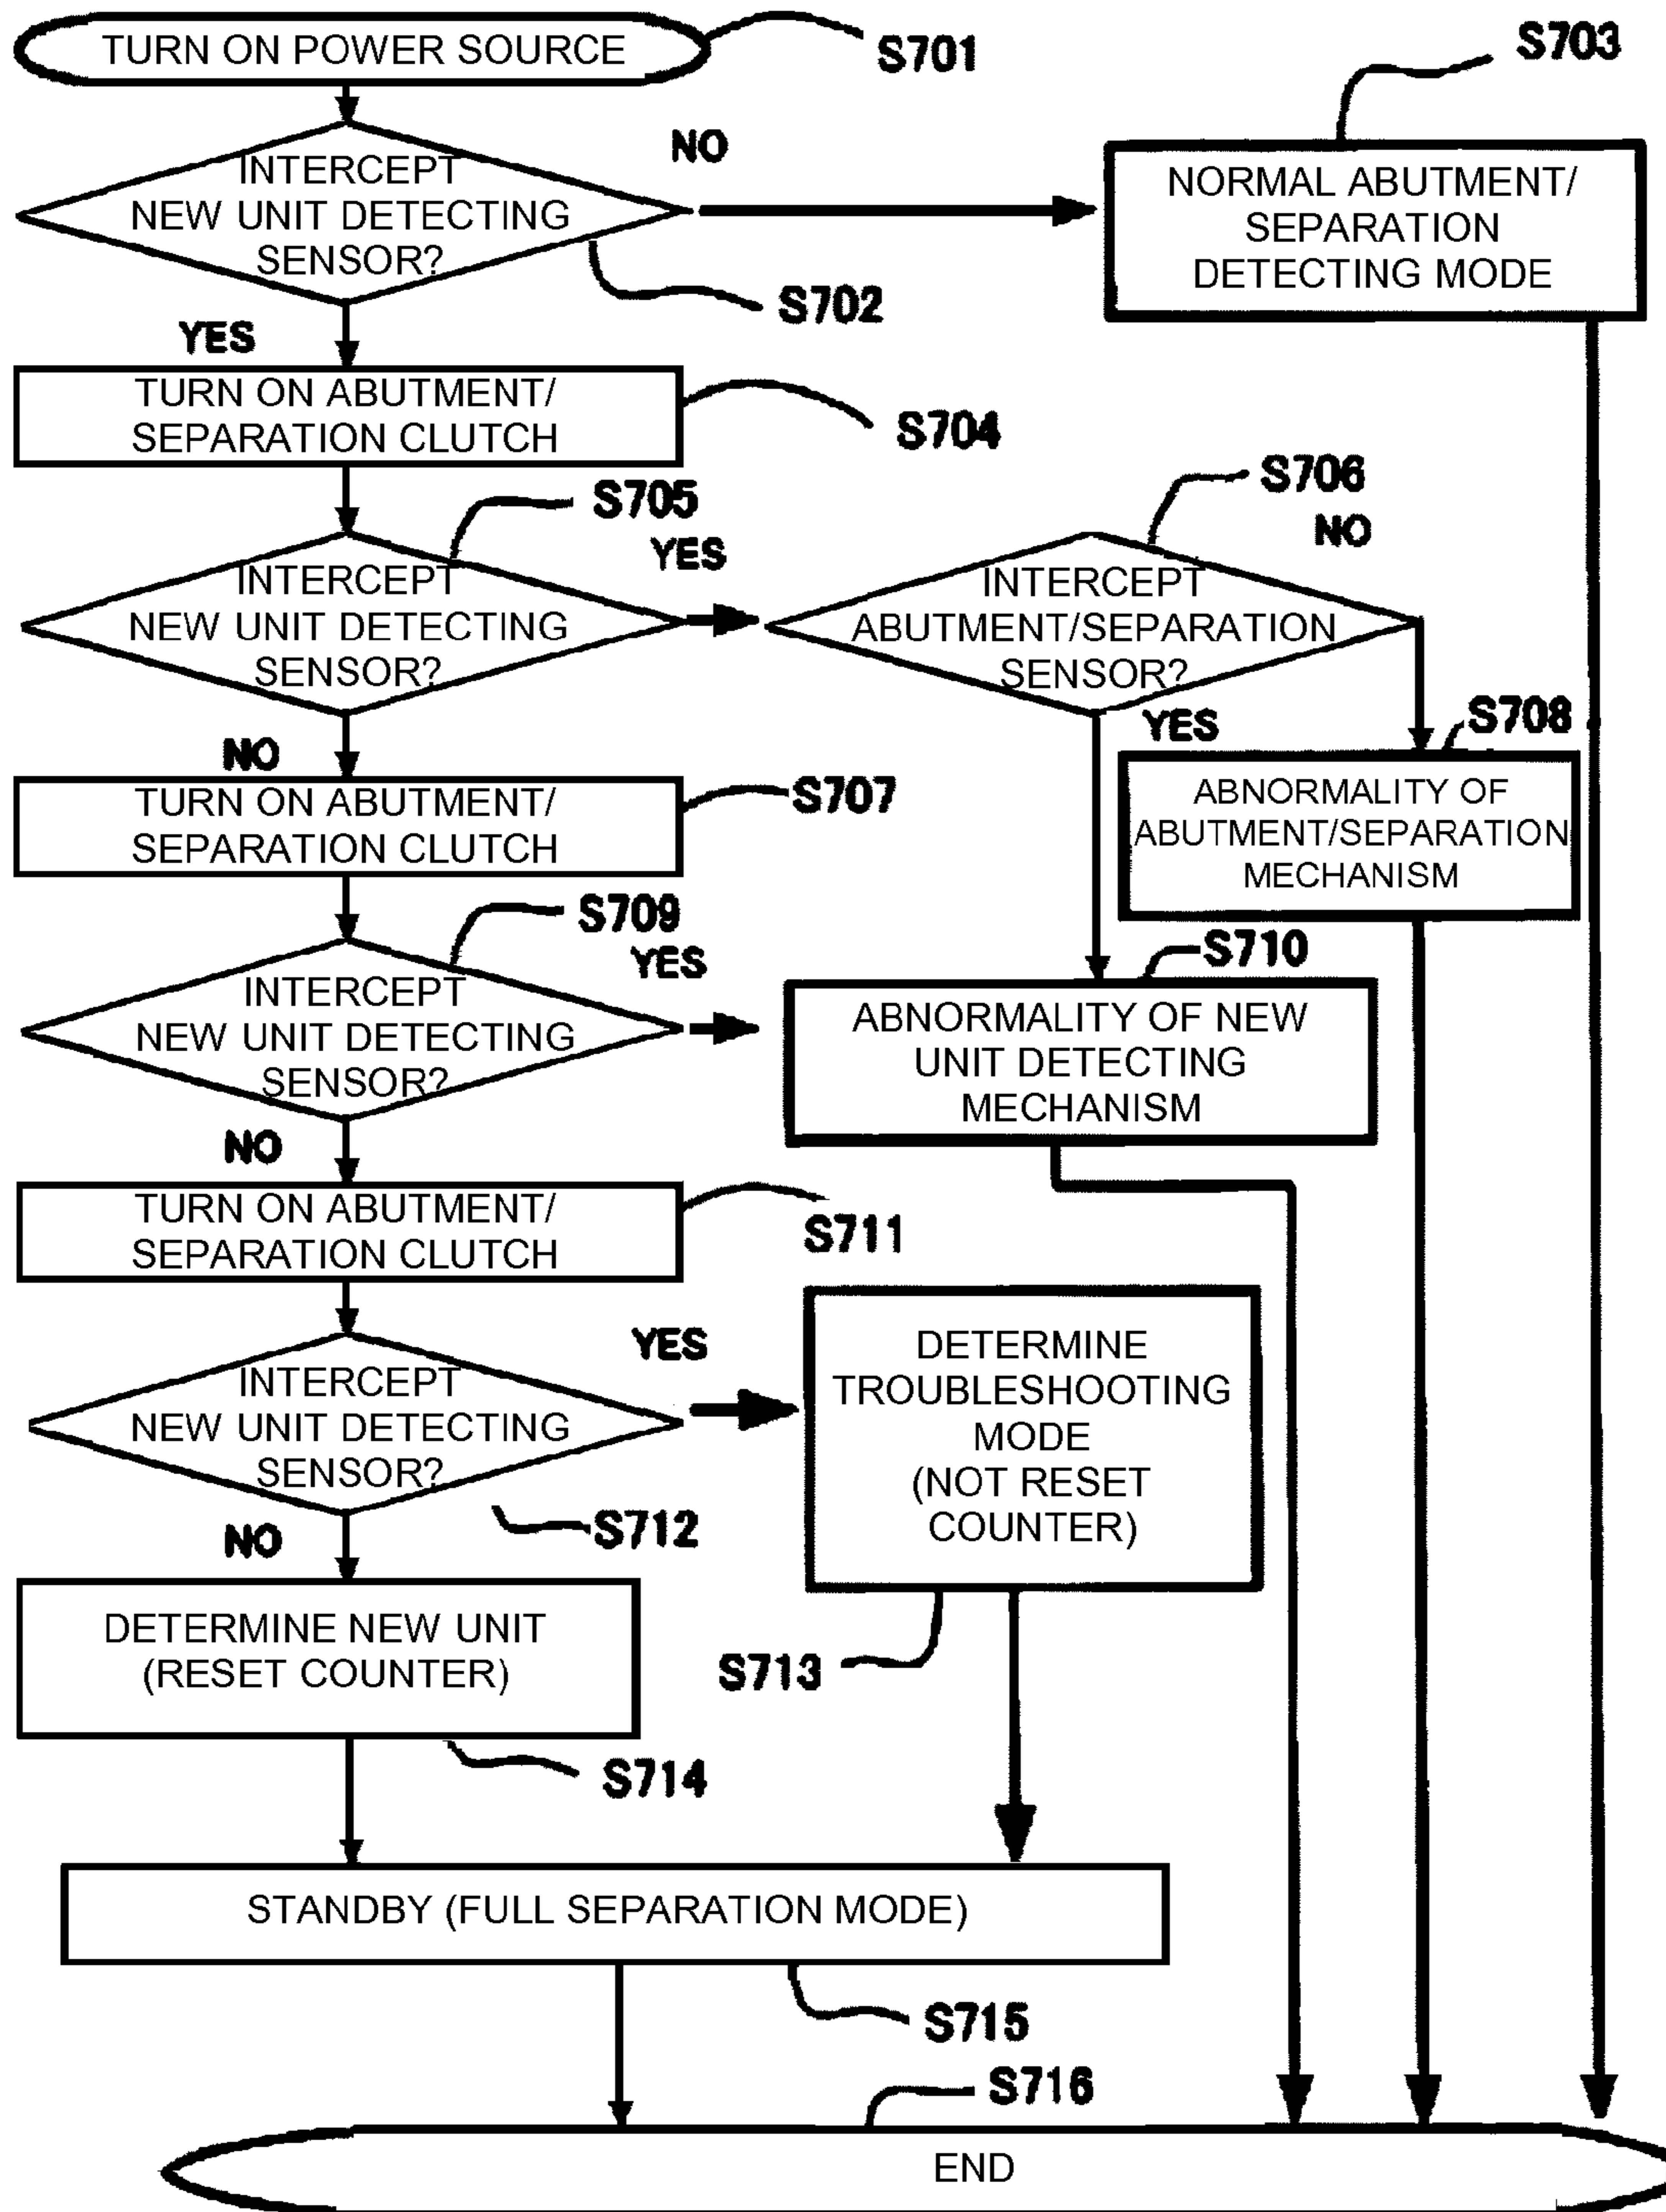 TURN ON POWER SOURCE
S701
S703
NO
INTERCEPT
NEW UNIT DETECTING
SENSOR?
NORMAL ABUTMENT/
SEPARATION
DETECTING MODE
S702
YES
TURN ON ABUTMENT/
SEPARATION CLUTCH
S704
S705
YES
S706
NO
INTERCEPT
NEW UNIT DETECTING
SENSOR?
INTERCEPT
ABUTMENT/SEPARATION
SENSOR?
NO
YES
S708
TURN ON ABUTMENT/
SEPARATION CLUTCH
S707
ABNORMALITY OF
ABUTMENT/SEPARATION
MECHANISM
S709
YES
S710
INTERCEPT
NEW UNIT DETECTING
SENSOR?
ABNORMALITY OF NEW
UNIT DETECTING
MECHANISM
NO
TURN ON ABUTMENT/
SEPARATION CLUTCH
S711
YES
INTERCEPT
NEW UNIT DETECTING
SENSOR?
DETERMINE
TROUBLESHOOTING
MODE
(NOT RESET
COUNTER)
S712
NO
DETERMINE NEW UNIT
(RESET COUNTER)
S713
S714
STANDBY (FULL SEPARATION MODE)
S715
S716
END